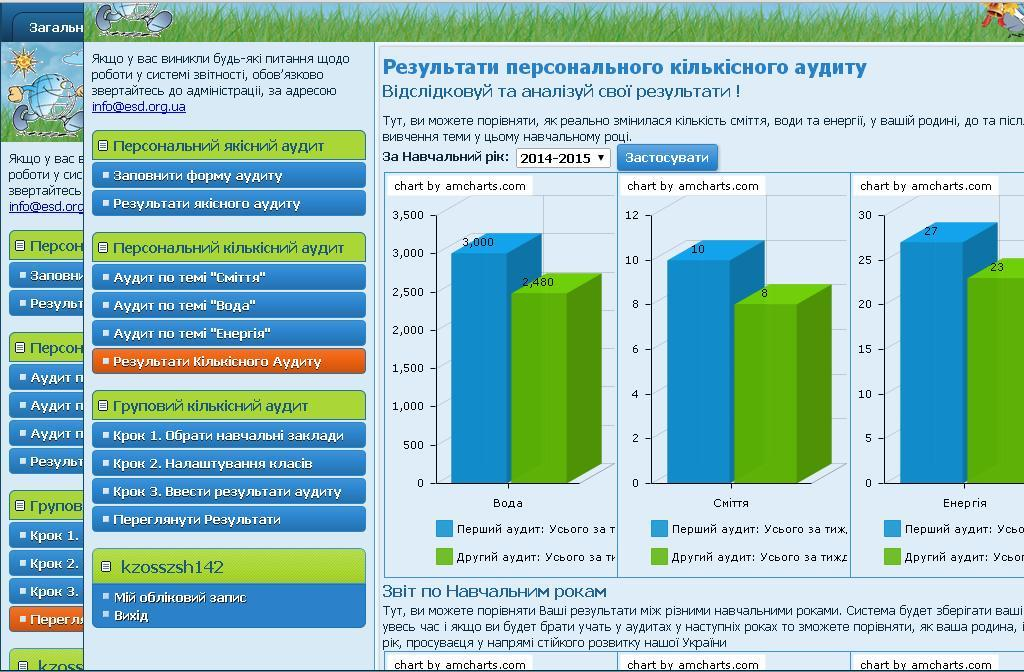 Загальн
Якщо у вас в
роботи у сис
звертайтесь
info@esd.org
Персон
Заповни
Результ
Персон
Аудит п
Аудит п
Аудит п
Результ
Групов
Крок 1.
Крок 2.
Крок 3.
Перегля
kzoss
Якщо у вас виникли будь-які питання щодо
роботи у системі звітності, обов'язково
звертайтесь до адміністрації, за адресою
info@esd.org.ua
Персональний якісний аудит
Заповнити форму аудиту
Результати якісного аудиту
Персональний кількісний аудит
Аудит по темі "Сміття"
Аудит по темі "Вода"
Аудит по темі "Енергія"
Результати Кількісного Аудиту
Груповий кількісний аудит
Крок 1. Обрати навчальні заклади
Крок 2. Налаштування класів
Крок 3. Ввести результати аудиту
Переглянути Результати
kzosszsh142
Мій обліковий запис
Вихід
Результати персонального кількісного аудиту
Відслідковуй та аналізуй свої результати !
Тут, ви можете порівняти, як реально змінилася кількість сміття, води та енергії, у вашій родині, до та післ
вивчення теми у цьому навчальному році.
За Навчальний рік: 2014-2015 Застосувати
chart by amcharts.com
3,500
3,000
2,500
2,000
1,500
1,000
500
0
3,000
2,480
Вода
Перший аудит: Усього за т
Другий аудит: Усього за ти
chart by amcharts.com
12
10
8
6
4
2
0
10
8
Сміття
Перший аудит: Усього за тиж
Другий аудит: Усього за тижд
chart by amcharts.com
30
25
20
15
10
5
0
27
23
Енергія
Перший аудит: Усього
Другий аудит: Усього з
Звіт по Навчальним рокам
Тут, ви можете порівняти Ваші результати між різними навчальними роками. Система будет зберігати ваші
увесь час і якщо ви будет брати учать у аудитах у наступніх роках то зможете порівняти, як ваша родина, і
рік, просувается у напрямі стійкого розвитку нашої України
chart by amcharts.com
chart by amcharts.com
chart by amcharts.com